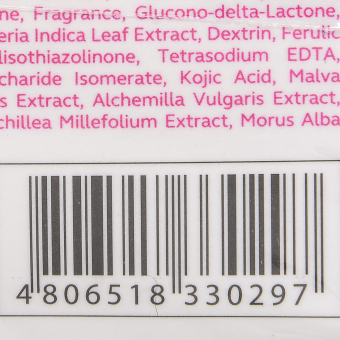 ne, Fragrance, Glucono-delta-Lactone,
eria Indica Leaf Extract, Dextrin, Ferulic
lisothiazolinone, Tetrasodium EDTA,
charide Isomerate, Kojic Acid, Malva
s Extract, Alchemilla Vulgaris Extract,
chillea Millefolium Extract, Morus Alba
4 806518 330297